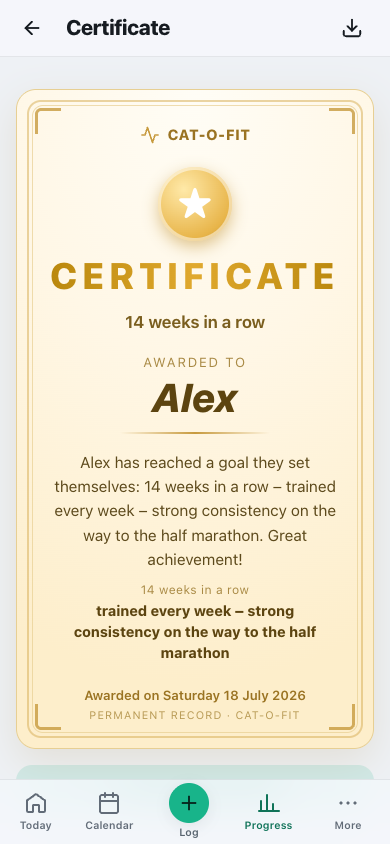 Certificate
CAT-O-FIT
CERTIFICATE
14 weeks in a row
AWARDED TO
Alex
Alex has reached a goal they set
themselves: 14 weeks in a row – trained
every week – strong consistency on the
way to the half marathon. Great
achievement!
14 weeks in a row
trained every week – strong
consistency on the way to the half
marathon
Awarded on Saturday 18 July 2026
PERMANENT RECORD · CAT-O-FIT
Today
Calendar
Log
Progress
More